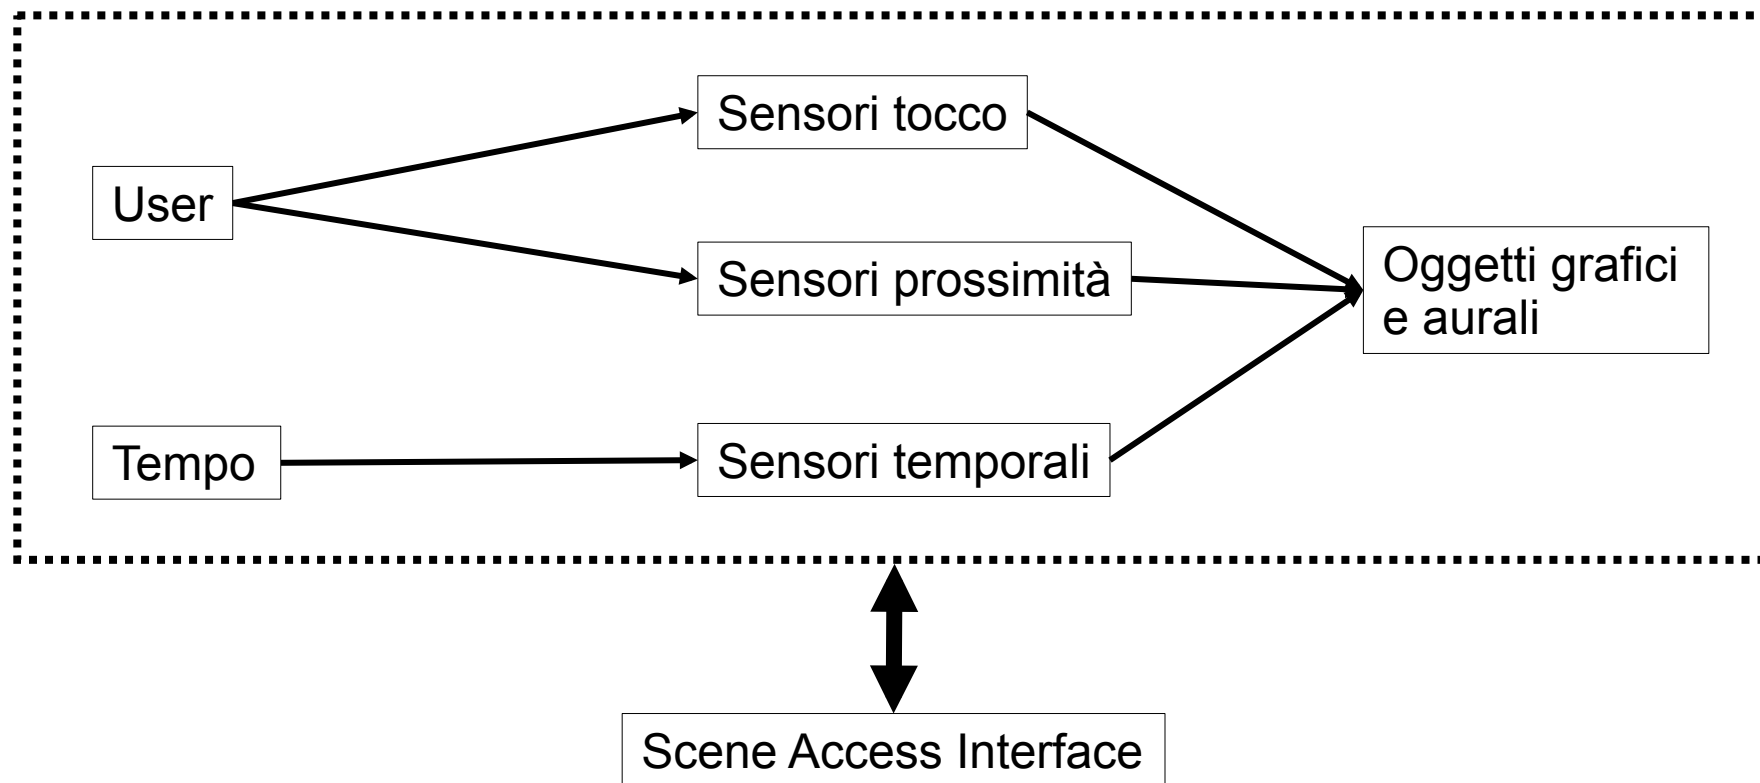 Sensori tocco
User
Sensori prossimità
Oggetti grafici
e aurali
Tempo
Sensori temporali
Scene Access Interface